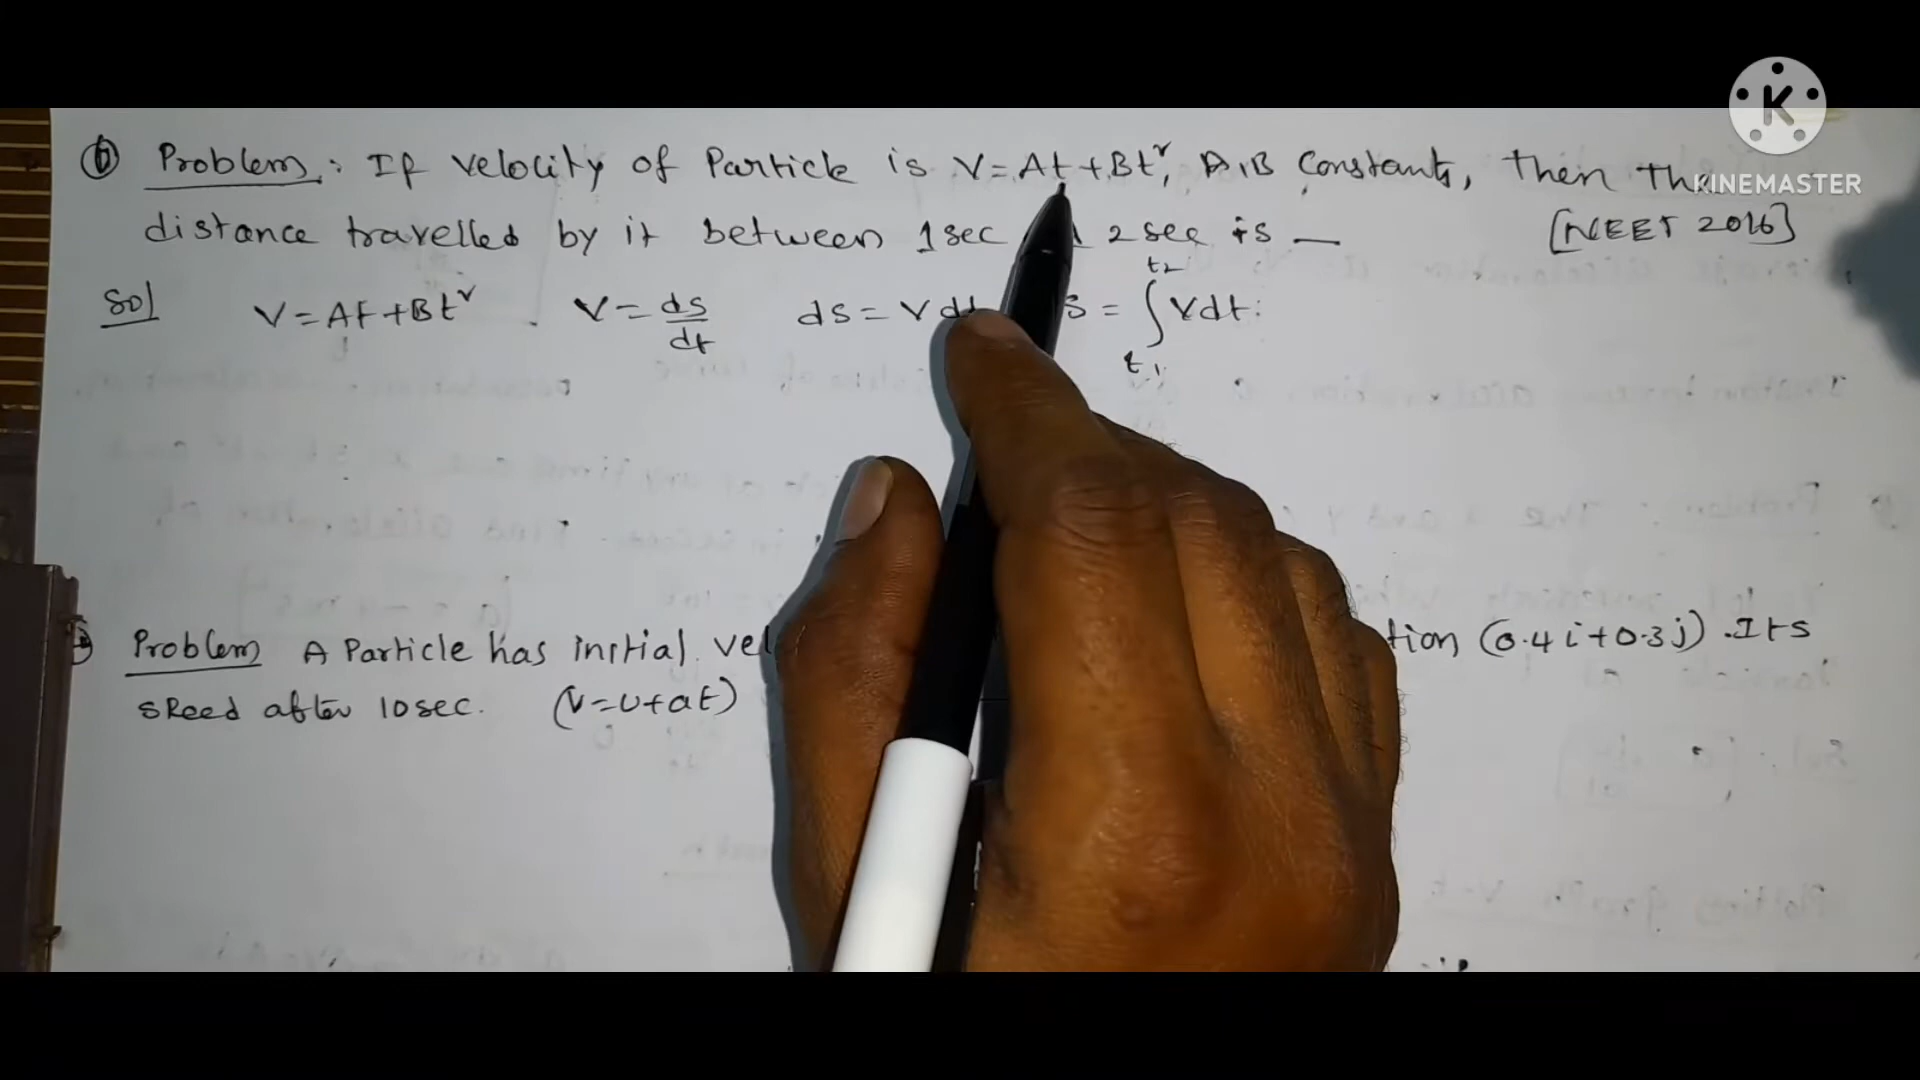 ⑥ Problem: If velocity of Particle is V=At+Bt², A,B Constants, Then The
distance travelled by it between 1sec 2sec is —
[NEET 2016]
Sol V=At+Bt² V=ds/dt ds=Vdt s=∫t₁t₂ Vdt
Problem A Particle has initial (0.4i+0.3j). Its
speed after 10sec. (V=U+at)
K
KINEMASTER